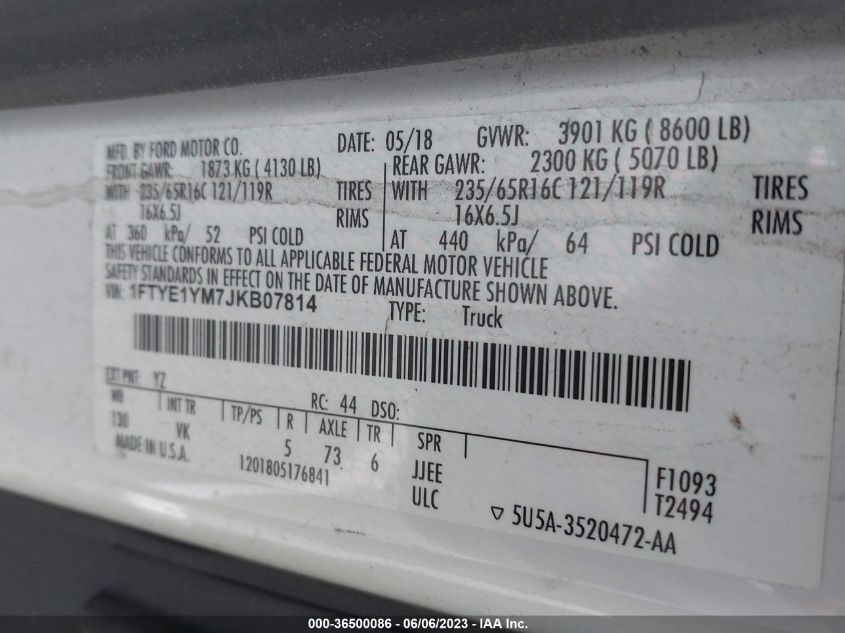 MFD. BY FORD MOTOR CO. DATE: 05/18 GVWR: 3901 KG ( 8600 LB)
FRONT GAWR: 1873 KG ( 4130 LB) REAR GAWR: 2300 KG ( 5070 LB)
WITH 235/65R16C 121/119R TIRES WITH 235/65R16C 121/119R TIRES
16X6.5J RIMS 16X6.5J RIMS
AT 360 kPa/ 52 PSI COLD AT 440 kPa/ 64 PSI COLD
THIS VEHICLE CONFORMS TO ALL APPLICABLE FEDERAL MOTOR VEHICLE
SAFETY STANDARDS IN EFFECT ON THE DATE OF MANUFACTURE SHOWN ABOVE.
VIN: 1FTYE1YM7JKB07814 TYPE: Truck
EXT PNT: YZ RC: 44 DSO:
WB INT TR TP/PS R AXLE TR SPR
130 VK 5 73 6 JJEE F1093
MADE IN U.S.A. 1201805176841 ULC T2494
▽ 5U5A-3520472-AA
000-36500086 - 06/06/2023 - IAA Inc.